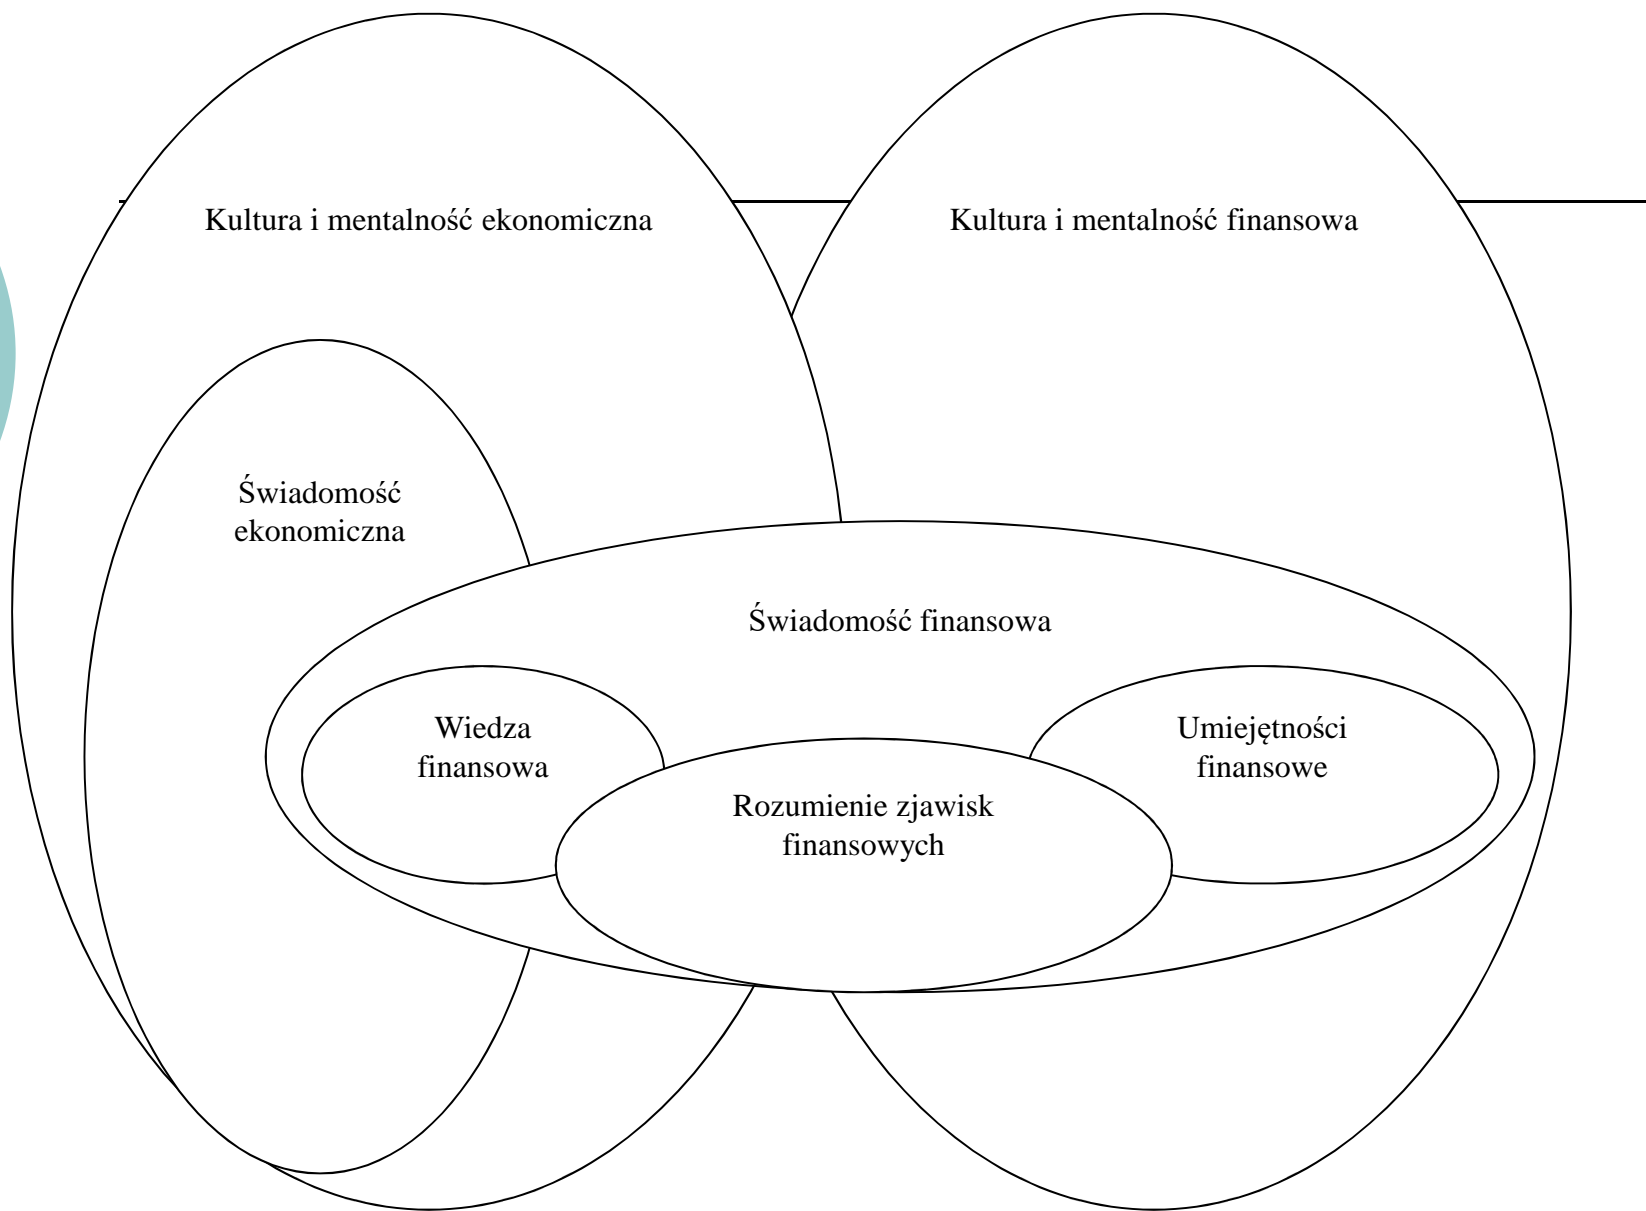 Kultura i mentalność ekonomiczna
Kultura i mentalność finansowa
Świadomość
ekonomiczna
Świadomość finansowa
Wiedza
finansowa
Umiejętności
finansowe
Rozumienie zjawisk
finansowych